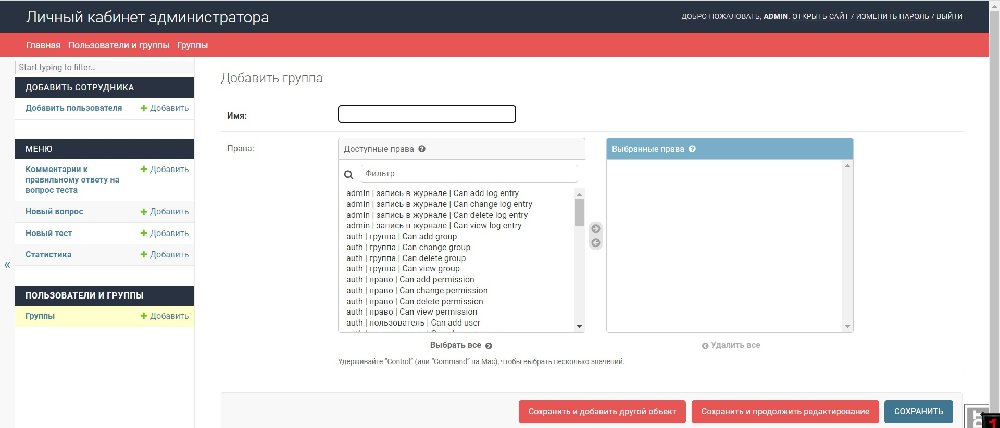 Личный кабинет администратора
ДОБРО ПОЖАЛОВАТЬ, ADMIN. ОТКРЫТЬ САЙТ / ИЗМЕНИТЬ ПАРОЛЬ / ВЫЙТИ
Главная Пользователи и группы Группы
Start typing to filter...
ДОБАВИТЬ СОТРУДНИКА
Добавить пользователя Добавить
МЕНЮ
Комментарии к Добавить
правильному ответу на
вопрос теста
Новый вопрос Добавить
Новый тест Добавить
Статистика Добавить
«
ПОЛЬЗОВАТЕЛИ И ГРУППЫ
Группы Добавить
Добавить группа
Имя:
Права:
Доступные права ?
Фильтр
admin | запись в журнале | Can add log entry
admin | запись в журнале | Can change log entry
admin | запись в журнале | Can delete log entry
admin | запись в журнале | Can view log entry
auth | группа | Can add group
auth | группа | Can change group
auth | группа | Can delete group
auth | группа | Can view group
auth | право | Can add permission
auth | право | Can change permission
auth | право | Can delete permission
auth | право | Can view permission
auth | пользователь | Can add user
auth | пользователь | Can change user
Выбрать все
Выбранные права ?
Удалить все
Удерживайте “Control“ (или “Command“ на Mac), чтобы выбрать несколько значений.
Сохранить и добавить другой объект
Сохранить и продолжить редактирование
СОХРАНИТЬ